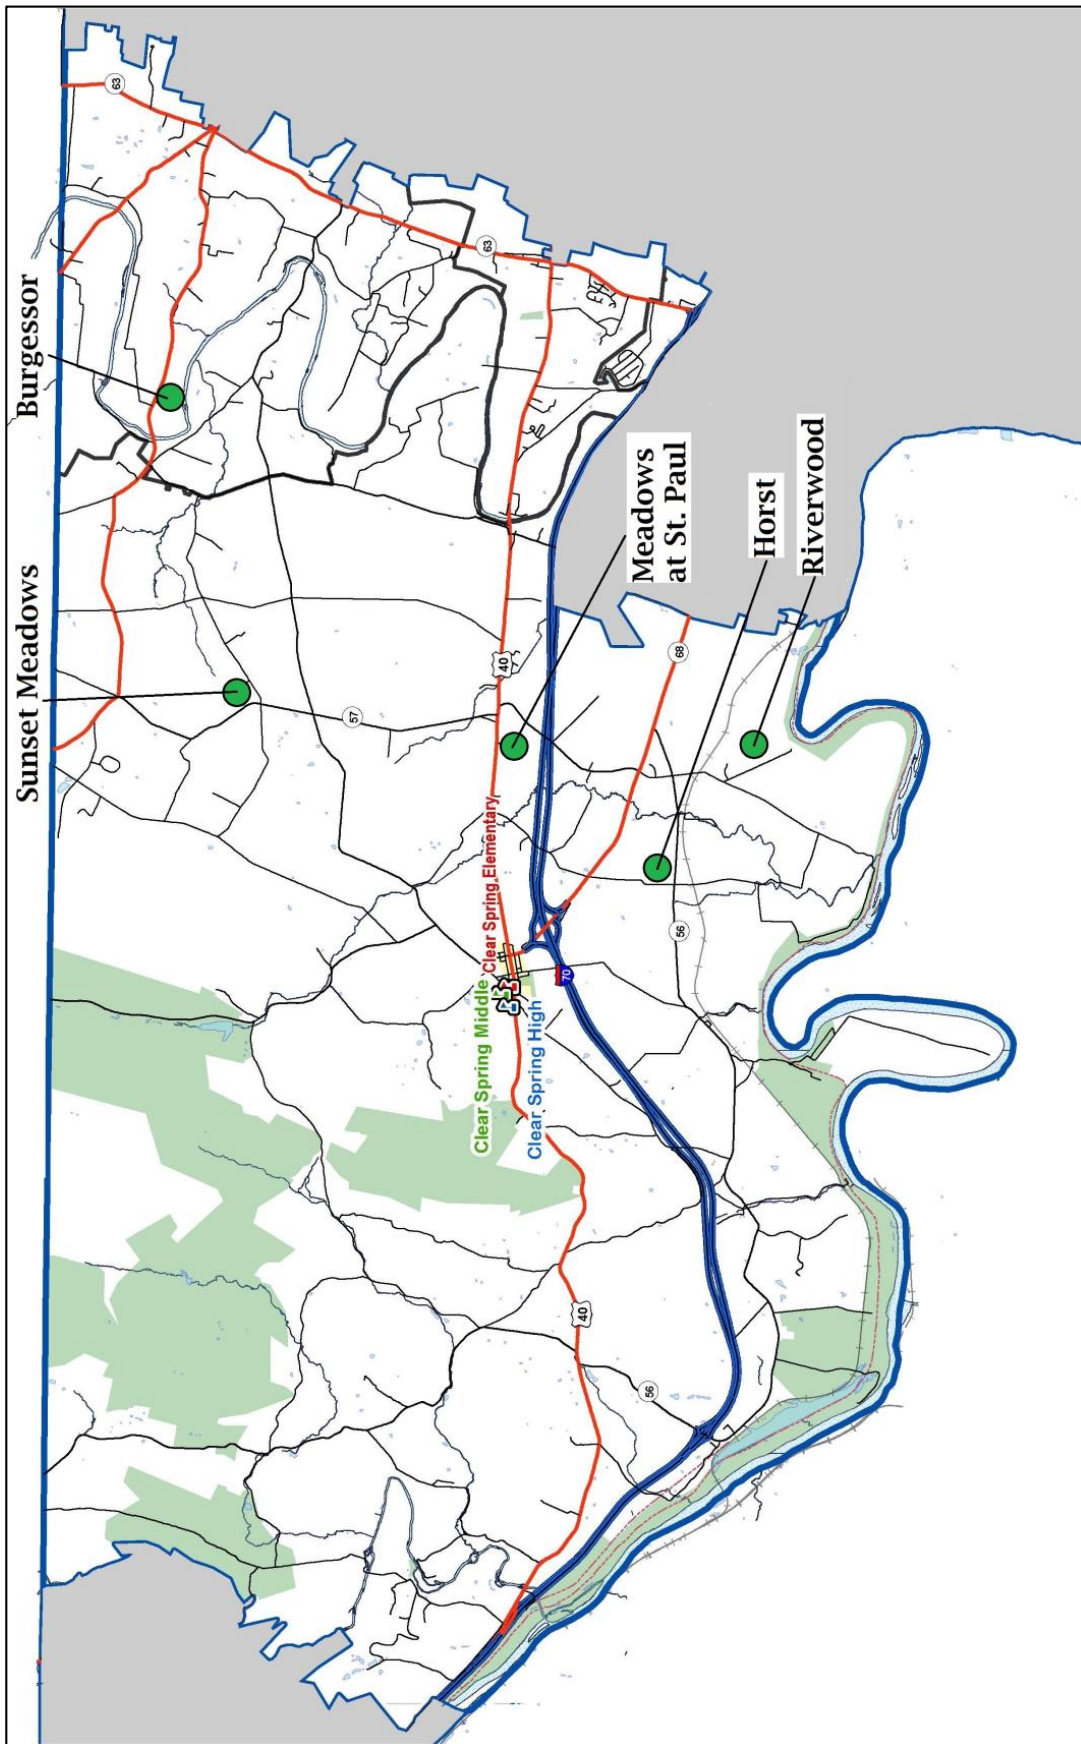 Sunset Meadows
Burgessor
63
63
57
40
Meadows
at St. Paul
Horst
Riverwood
68
Clear Spring Elementary
Clear Spring Middle
Clear Spring High
70
56
40
56